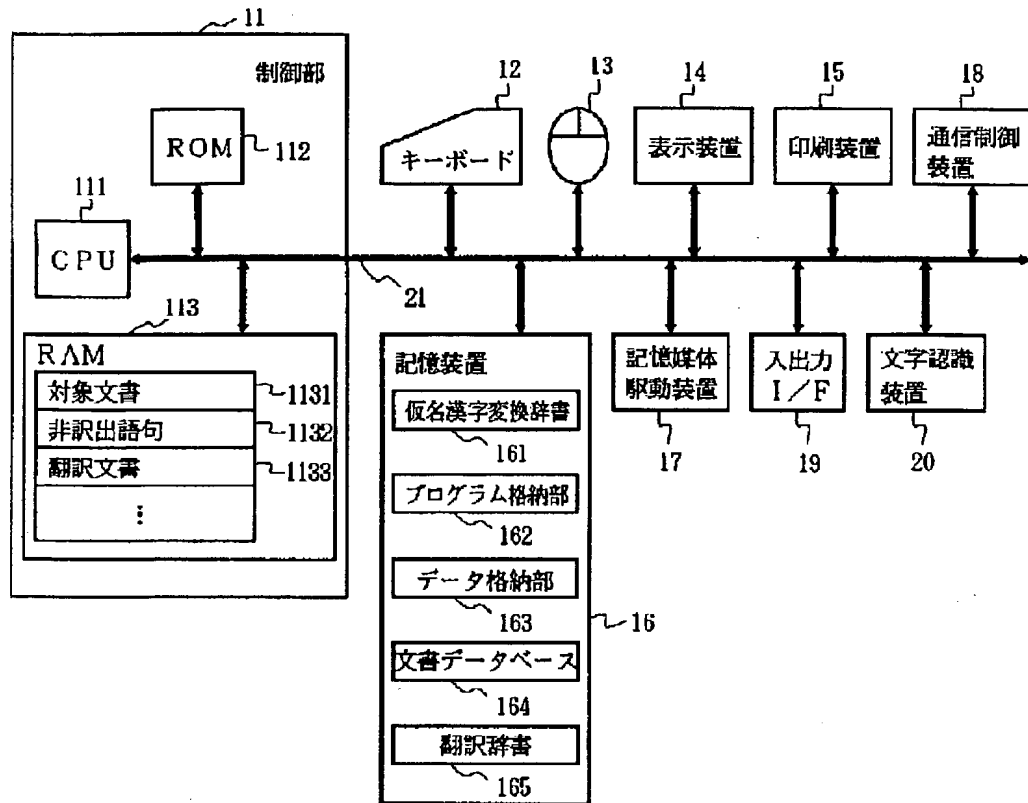 11
制御部
ROM
112
111
CPU
113
RAM
対象文書
1131
非訳出語句
1132
翻訳文書
1133
⋮
12
キーボード
13
14
表示装置
15
印刷装置
18
通信制御
装置
21
記憶装置
仮名漢字変換辞書
161
プログラム格納部
162
データ格納部
163
文書データベース
164
翻訳辞書
165
16
記憶媒体
駆動装置
17
入出力
I/F
19
文字認識
装置
20